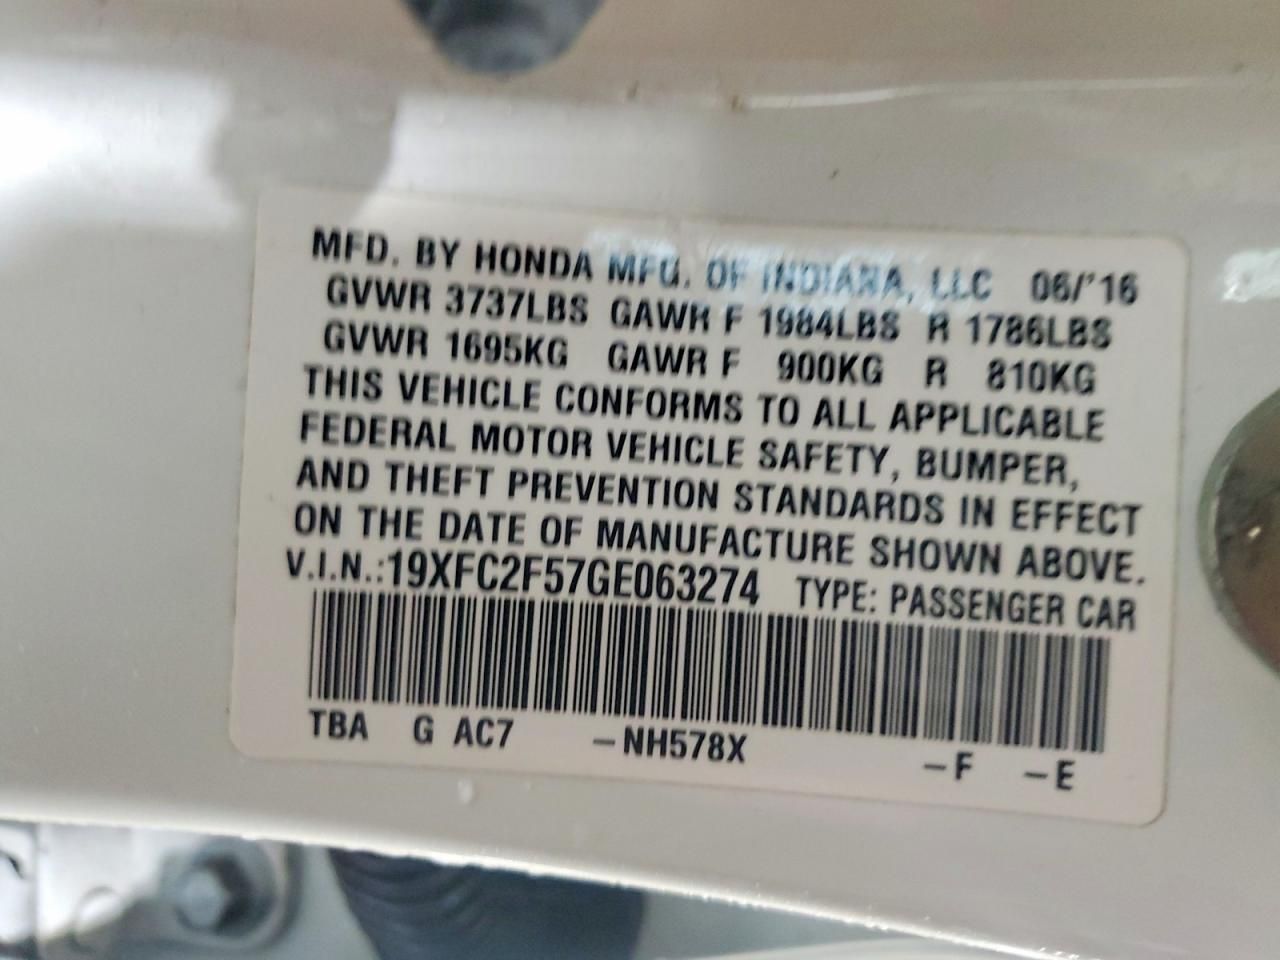 MFD. BY HONDA MFG. OF INDIANA, LLC 06/'16
GVWR 3737LBS GAWR F 1984LBS R 1786LBS
GVWR 1695KG GAWR F 900KG R 810KG
THIS VEHICLE CONFORMS TO ALL APPLICABLE
FEDERAL MOTOR VEHICLE SAFETY, BUMPER,
AND THEFT PREVENTION STANDARDS IN EFFECT
ON THE DATE OF MANUFACTURE SHOWN ABOVE.
V.I.N.:19XFC2F57GE063274 TYPE: PASSENGER CAR
TBA G AC7 –NH578X –F –E